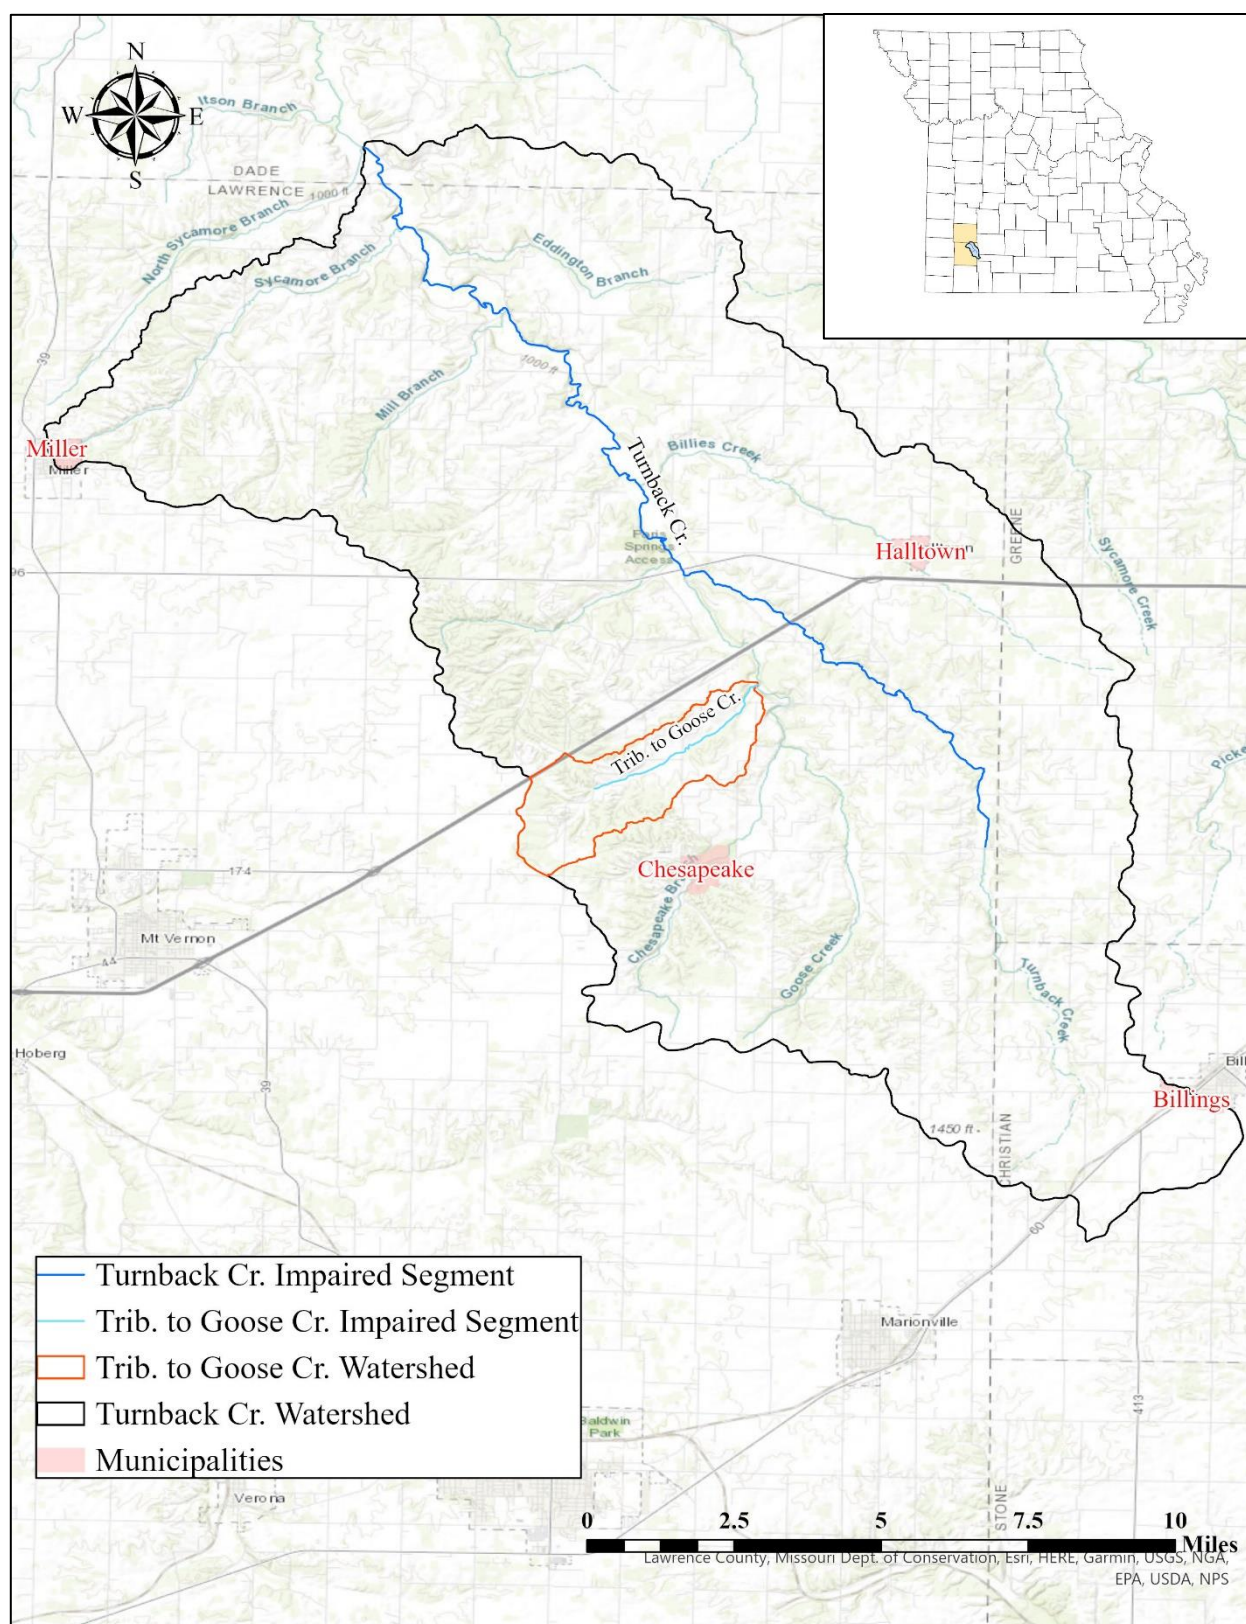 N
W
E
S
Itson Branch
DADE
LAWRENCE
1000 ft
North Sycamore Branch
Sycamore Branch
Eddington Branch
39
1000 ft
Mill Branch
Miller
Miller
Turnback Cr.
Billies Creek
GREENE
Sycamore Creek
Halltown
Springs
Access
96
Trib. to Goose Cr.
Chesapeake
174
Chesapeake
Mt Vernon
44
Goose Creek
Turnback Creek
Hoberg
39
Billings
1450 ft
CHRISTIAN
60
Turnback Cr. Impaired Segment
Trib. to Goose Cr. Impaired Segment
Trib. to Goose Cr. Watershed
Turnback Cr. Watershed
Municipalities
Marionville
413
Baldwin
Park
Verona
STONE
0 2.5 5 7.5 10
Miles
Lawrence County, Missouri Dept. of Conservation, Esri, HERE, Garmin, USGS, NGA,
EPA, USDA, NPS